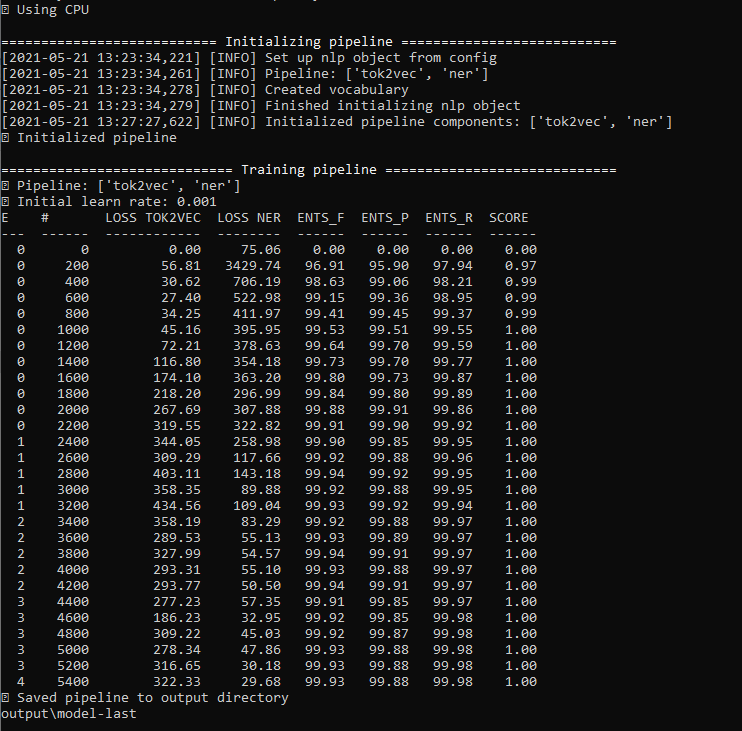 Using CPU
=========================== Initializing pipeline ===========================
[2021-05-21 13:23:34,221] [INFO] Set up nlp object from config
[2021-05-21 13:23:34,261] [INFO] Pipeline: ['tok2vec', 'ner']
[2021-05-21 13:23:34,278] [INFO] Created vocabulary
[2021-05-21 13:23:34,279] [INFO] Finished initializing nlp object
[2021-05-21 13:27:27,622] [INFO] Initialized pipeline components: ['tok2vec', 'ner']
Initialized pipeline
============================= Training pipeline =============================
Pipeline: ['tok2vec', 'ner']
Initial learn rate: 0.001
E    #       LOSS TOK2VEC  LOSS NER  ENTS_F  ENTS_P  ENTS_R  SCORE
---  ------  ------------  --------  ------  ------  ------  ------
  0       0          0.00     75.06    0.00    0.00    0.00    0.00
  0     200         56.81   3429.74   96.91   95.90   97.94    0.97
  0     400         30.62    706.19   98.63   99.06   98.21    0.99
  0     600         27.40    522.98   99.15   99.36   98.95    0.99
  0     800         34.25    411.97   99.41   99.45   99.37    0.99
  0    1000         45.16    395.95   99.53   99.51   99.55    1.00
  0    1200         72.21    378.63   99.64   99.70   99.59    1.00
  0    1400        116.80    354.18   99.73   99.70   99.77    1.00
  0    1600        174.10    363.20   99.80   99.73   99.87    1.00
  0    1800        218.20    296.99   99.84   99.80   99.89    1.00
  0    2000        267.69    307.88   99.88   99.91   99.86    1.00
  0    2200        319.55    322.82   99.91   99.90   99.92    1.00
  1    2400        344.05    258.98   99.90   99.85   99.95    1.00
  1    2600        309.29    117.66   99.92   99.88   99.96    1.00
  1    2800        403.11    143.18   99.94   99.92   99.95    1.00
  1    3000        358.35     89.88   99.92   99.88   99.95    1.00
  1    3200        434.56    109.04   99.93   99.92   99.94    1.00
  2    3400        358.19     83.29   99.92   99.88   99.97    1.00
  2    3600        289.53     55.13   99.93   99.89   99.97    1.00
  2    3800        327.99     54.57   99.94   99.91   99.97    1.00
  2    4000        293.31     55.10   99.93   99.88   99.97    1.00
  2    4200        293.77     50.50   99.94   99.91   99.97    1.00
  3    4400        277.23     57.35   99.91   99.85   99.97    1.00
  3    4600        186.23     32.95   99.92   99.85   99.98    1.00
  3    4800        309.22     45.03   99.92   99.87   99.98    1.00
  3    5000        278.34     47.86   99.93   99.88   99.98    1.00
  3    5200        316.65     30.18   99.93   99.88   99.98    1.00
  4    5400        322.33     29.68   99.93   99.88   99.98    1.00
Saved pipeline to output directory
output\model-last